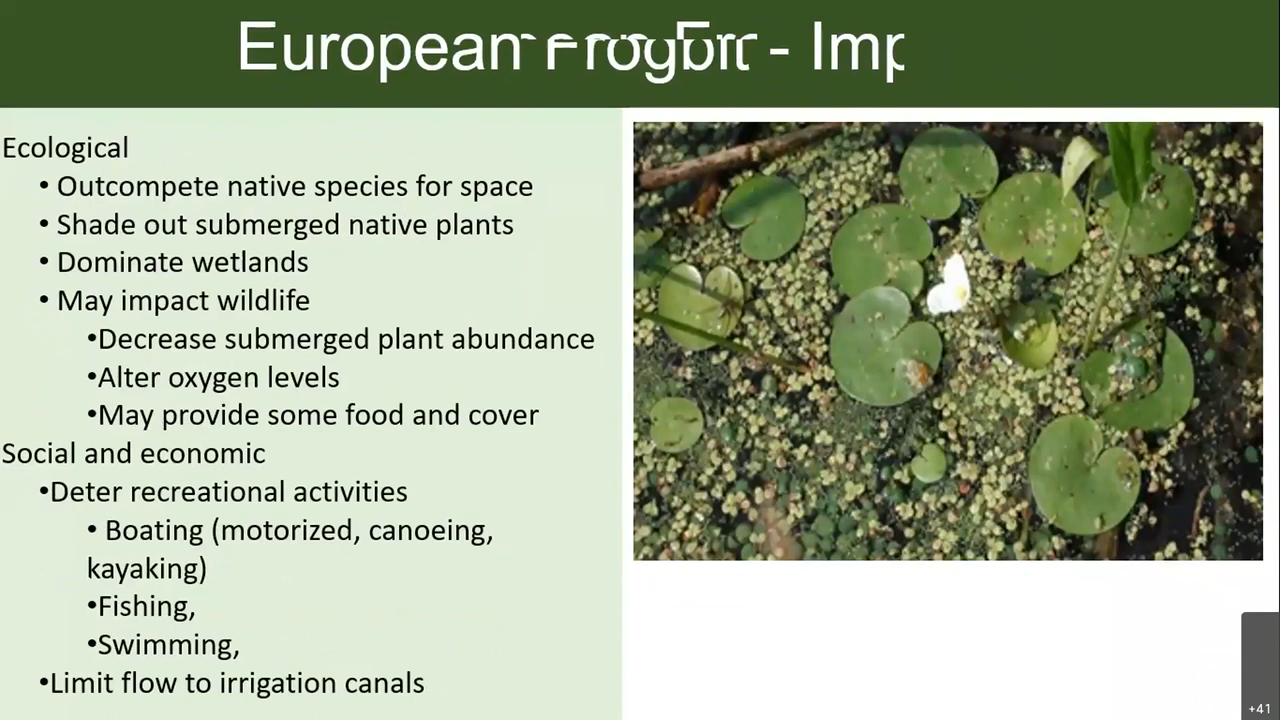 European Frogbit - Imp
Ecological
• Outcompete native species for space
• Shade out submerged native plants
• Dominate wetlands
• May impact wildlife
•Decrease submerged plant abundance
•Alter oxygen levels
•May provide some food and cover
Social and economic
•Deter recreational activities
• Boating (motorized, canoeing,
kayaking)
•Fishing,
•Swimming,
•Limit flow to irrigation canals
+41